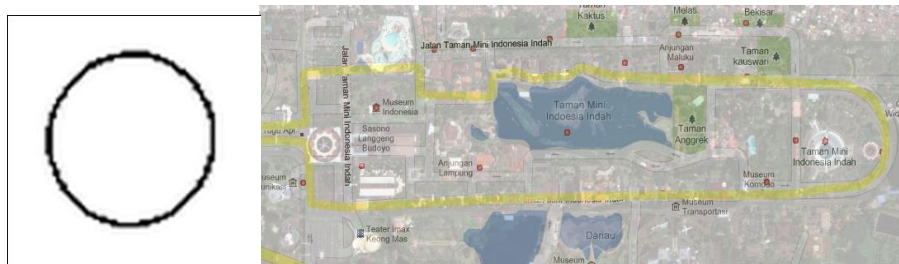 Taman
Kaktus
Melati
Bekisar
Jalan Taman Mini Indonesia Indah
Anjungan
Maluku
Taman
kauswari
Jalan Taman Mini Indonesia Indah
Museum
Indonesia
Taman Mini
Indoesia Indah
Sasono
Langgeng
Budoyo
Taman
Anggrek
Taman Mini
Indonesia Indah
Anjungan
Lampung
Museum
Komodo
Museum
Transportasi
Teater Imax
Keong Mas
Danau
Museum